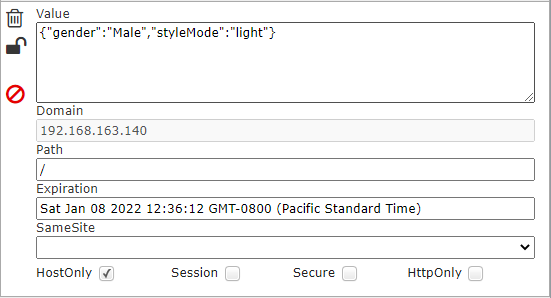 Value
{"gender":"Male","styleMode":"light"}
Domain
192.168.163.140
Path
/
Expiration
Sat Jan 08 2022 12:36:12 GMT-0800 (Pacific Standard Time)
SameSite
HostOnly Session Secure HttpOnly